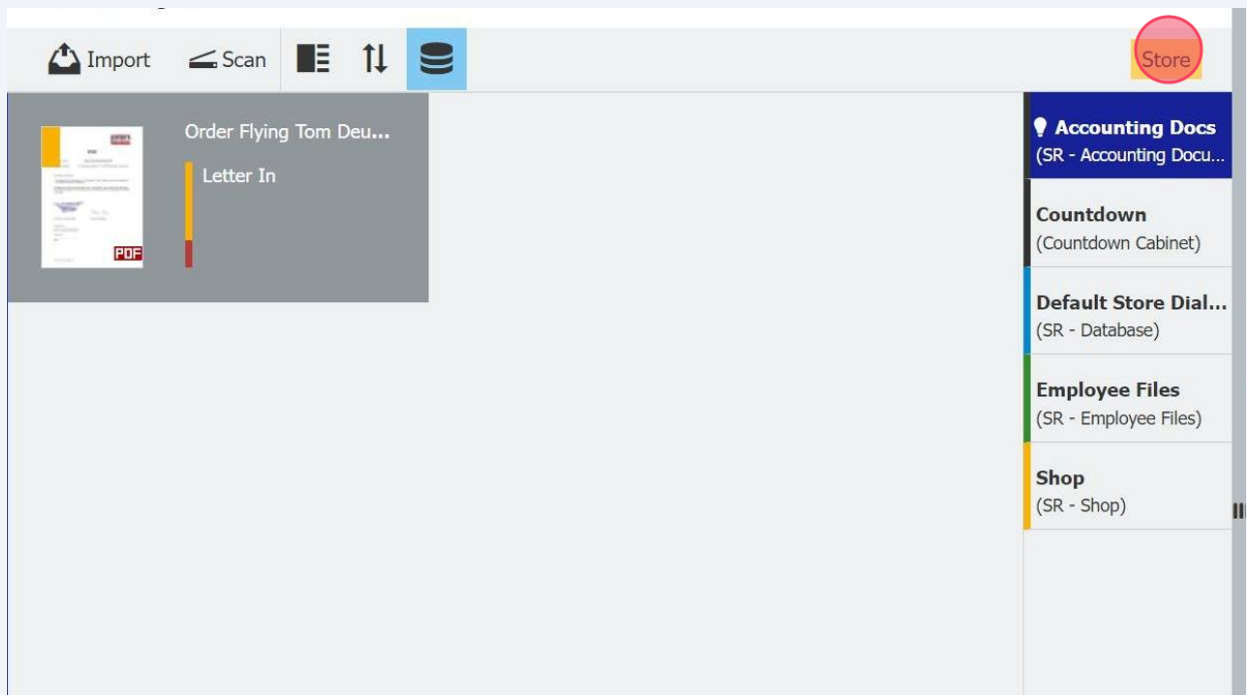 Import
Scan
Store
Order Flying Tom Deu...
Letter In
PDF
Accounting Docs
(SR - Accounting Docu...
Countdown
(Countdown Cabinet)
Default Store Dial...
(SR - Database)
Employee Files
(SR - Employee Files)
Shop
(SR - Shop)